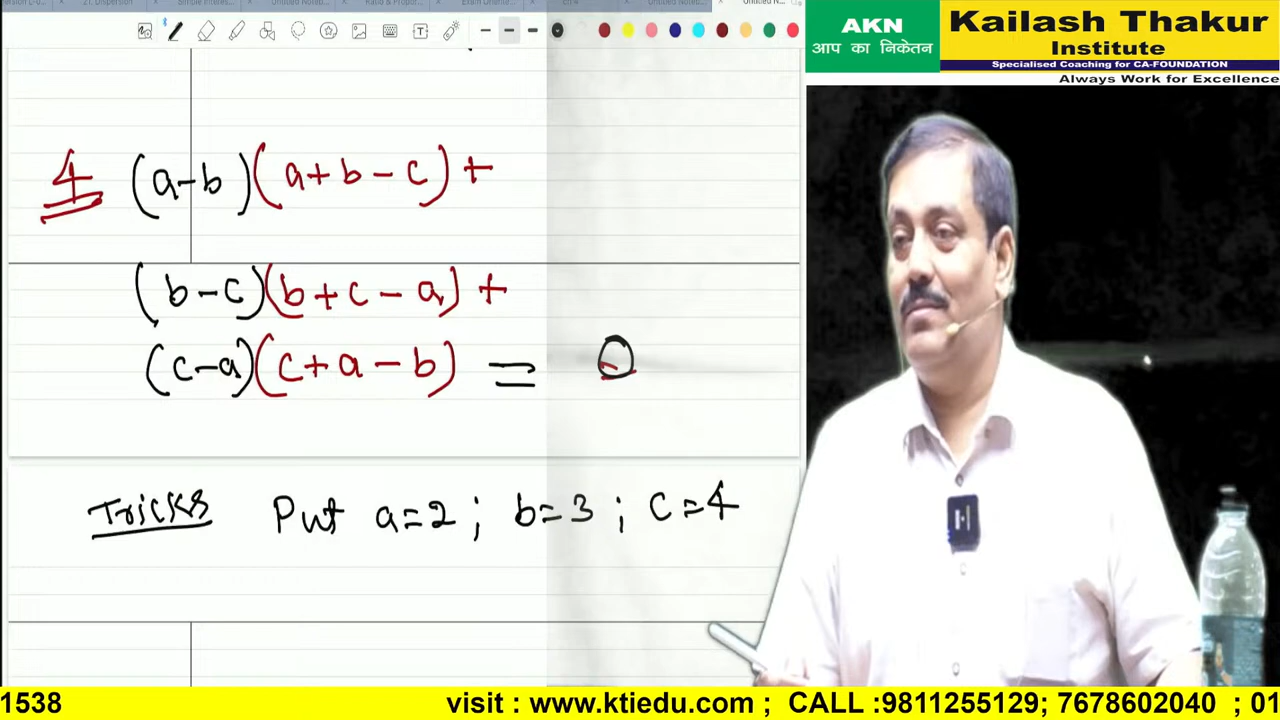 AKN
आप का निकेतन
Kailash Thakur
Institute
Specialised Coaching for CA-FOUNDATION
Always Work for Excellence
4 (a-b)(a+b-c)+
(b-c)(b+c-a)+
(c-a)(c+a-b) = 0
Tricks Put a=2 ; b=3 ; c=4
1538 visit : www.ktiedu.com ; CALL :9811255129; 7678602040 ; 01